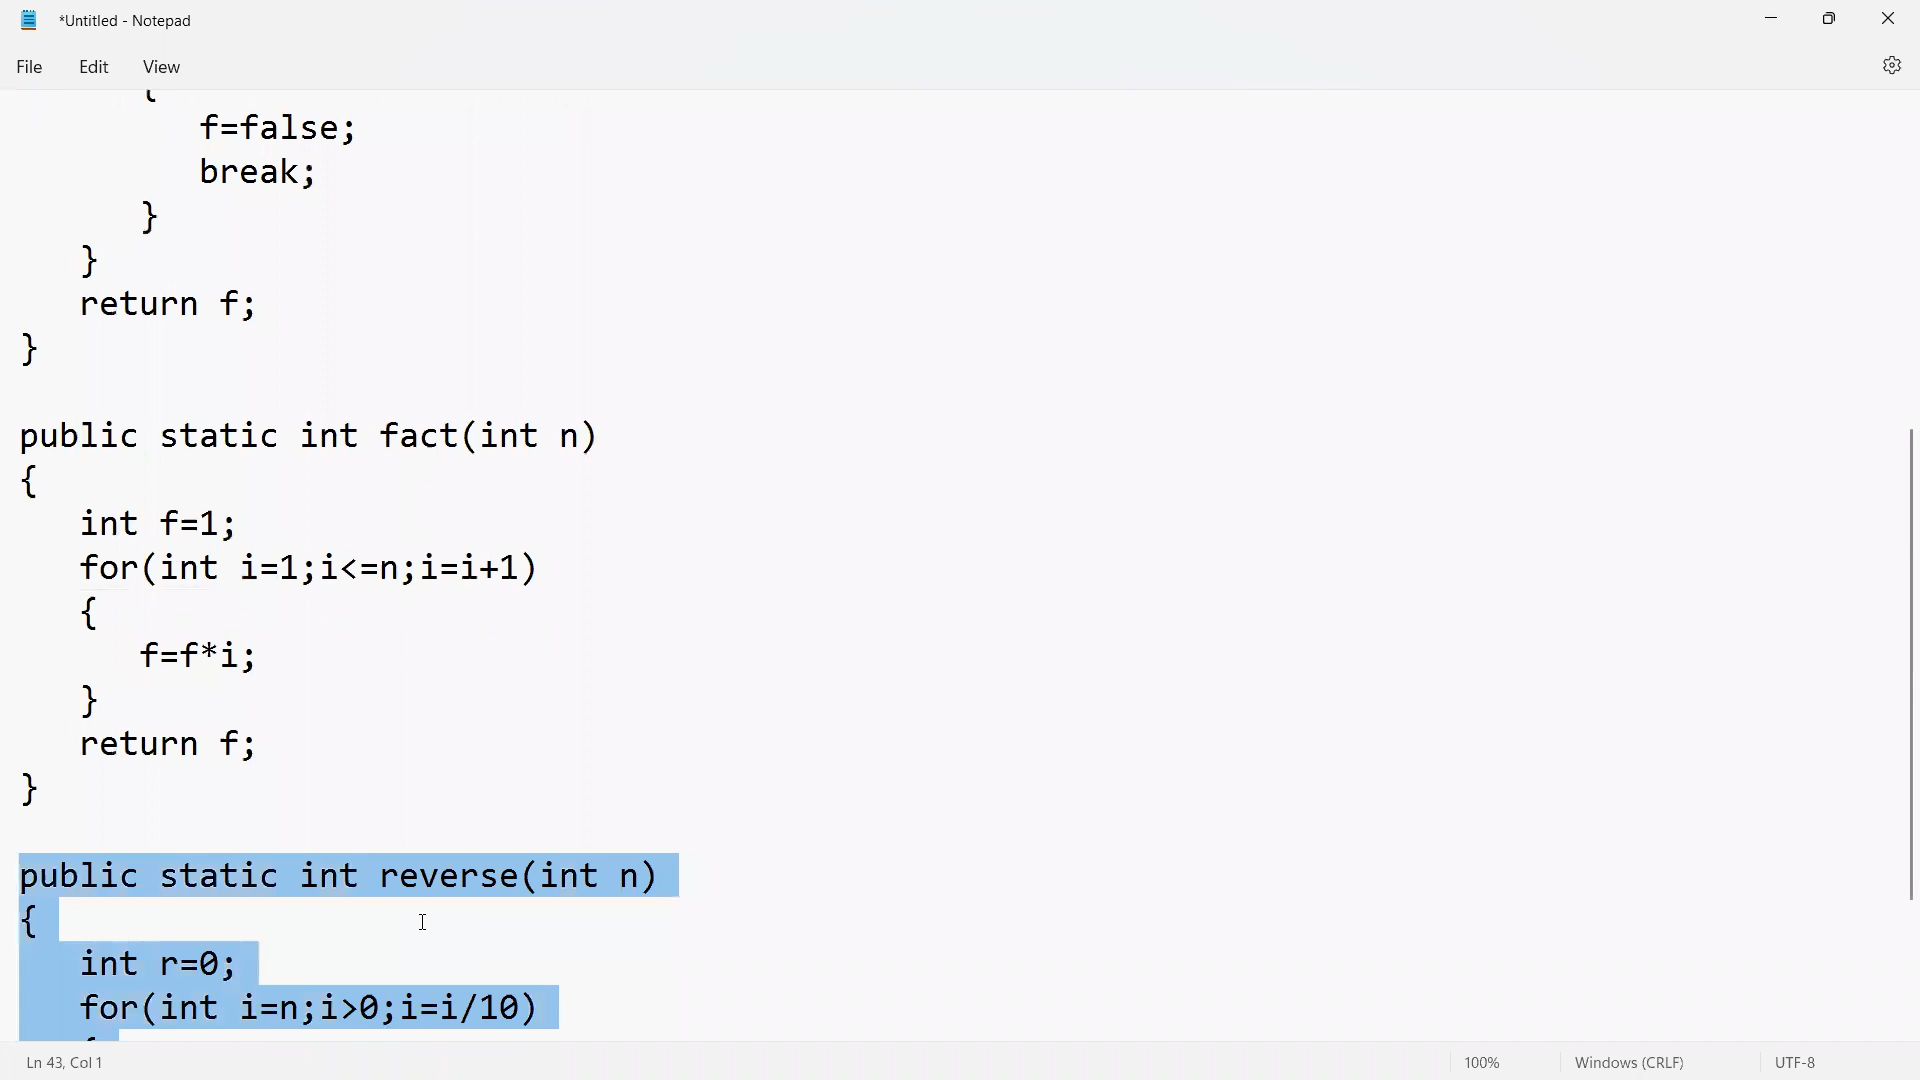 *Untitled - Notepad
File Edit View
{
f=false;
break;
}
}
return f;
}
public static int fact(int n)
{
int f=1;
for(int i=1;i<=n;i=i+1)
{
f=f*i;
}
return f;
}
public static int reverse(int n)
{
int r=0;
for(int i=n;i>0;i=i/10)
{
Ln 43, Col 1 100% Windows (CRLF) UTF-8